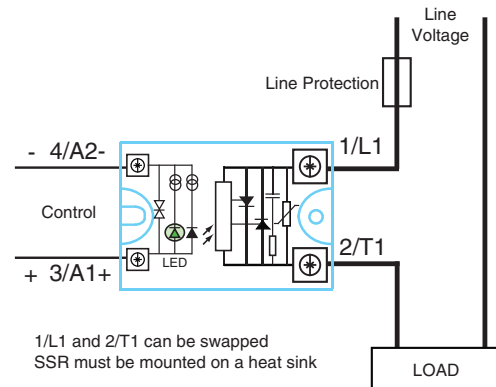 Line
Voltage
Line Protection
1/L1
- 4/A2-
Control
LED
2/T1
+ 3/A1+
1/L1 and 2/T1 can be swapped
SSR must be mounted on a heat sink
LOAD